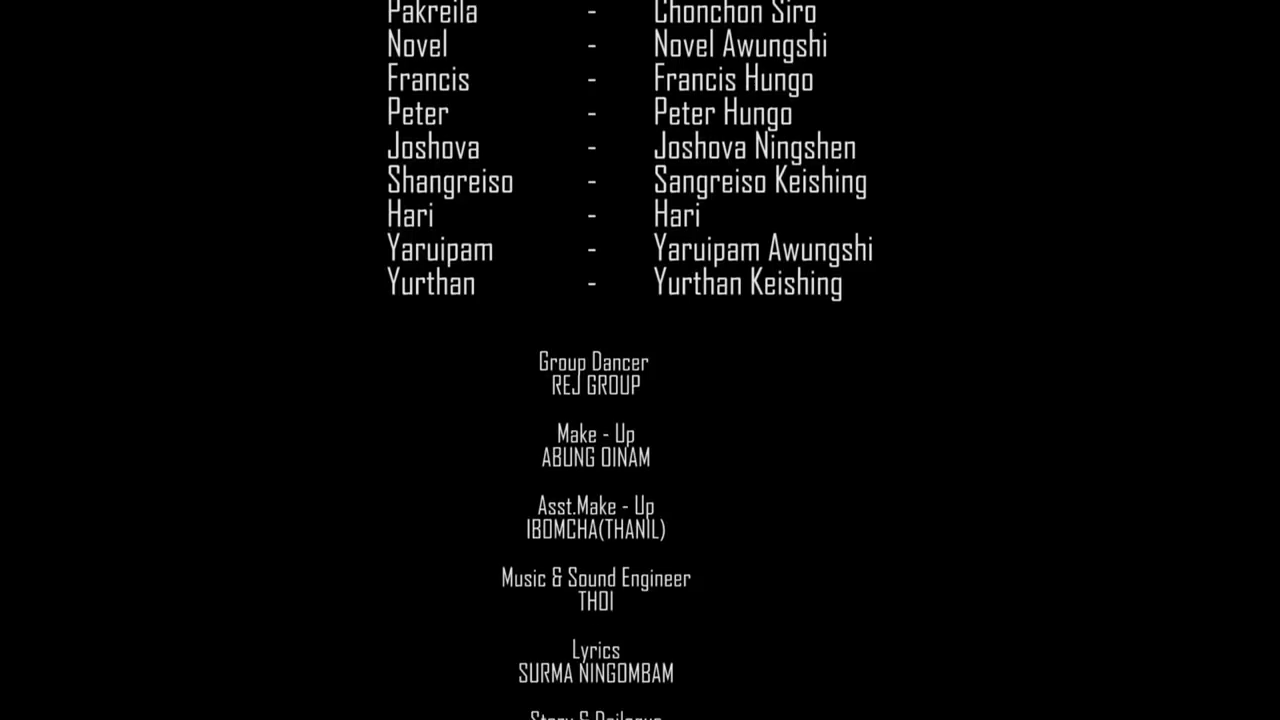 Pakreila - Chonchon Siro
Novel - Novel Awungshi
Francis - Francis Hungo
Peter - Peter Hungo
Joshova - Joshova Ningshen
Shangreiso - Sangreiso Keishing
Hari - Hari
Yaruipam - Yaruipam Awungshi
Yurthan - Yurthan Keishing
Group Dancer
REJ GROUP
Make - Up
ABUNG OINAM
Asst.Make - Up
IBOMCHA(THANIL)
Music & Sound Engineer
THOI
Lyrics
SURMA NINGOMBAM
Story &